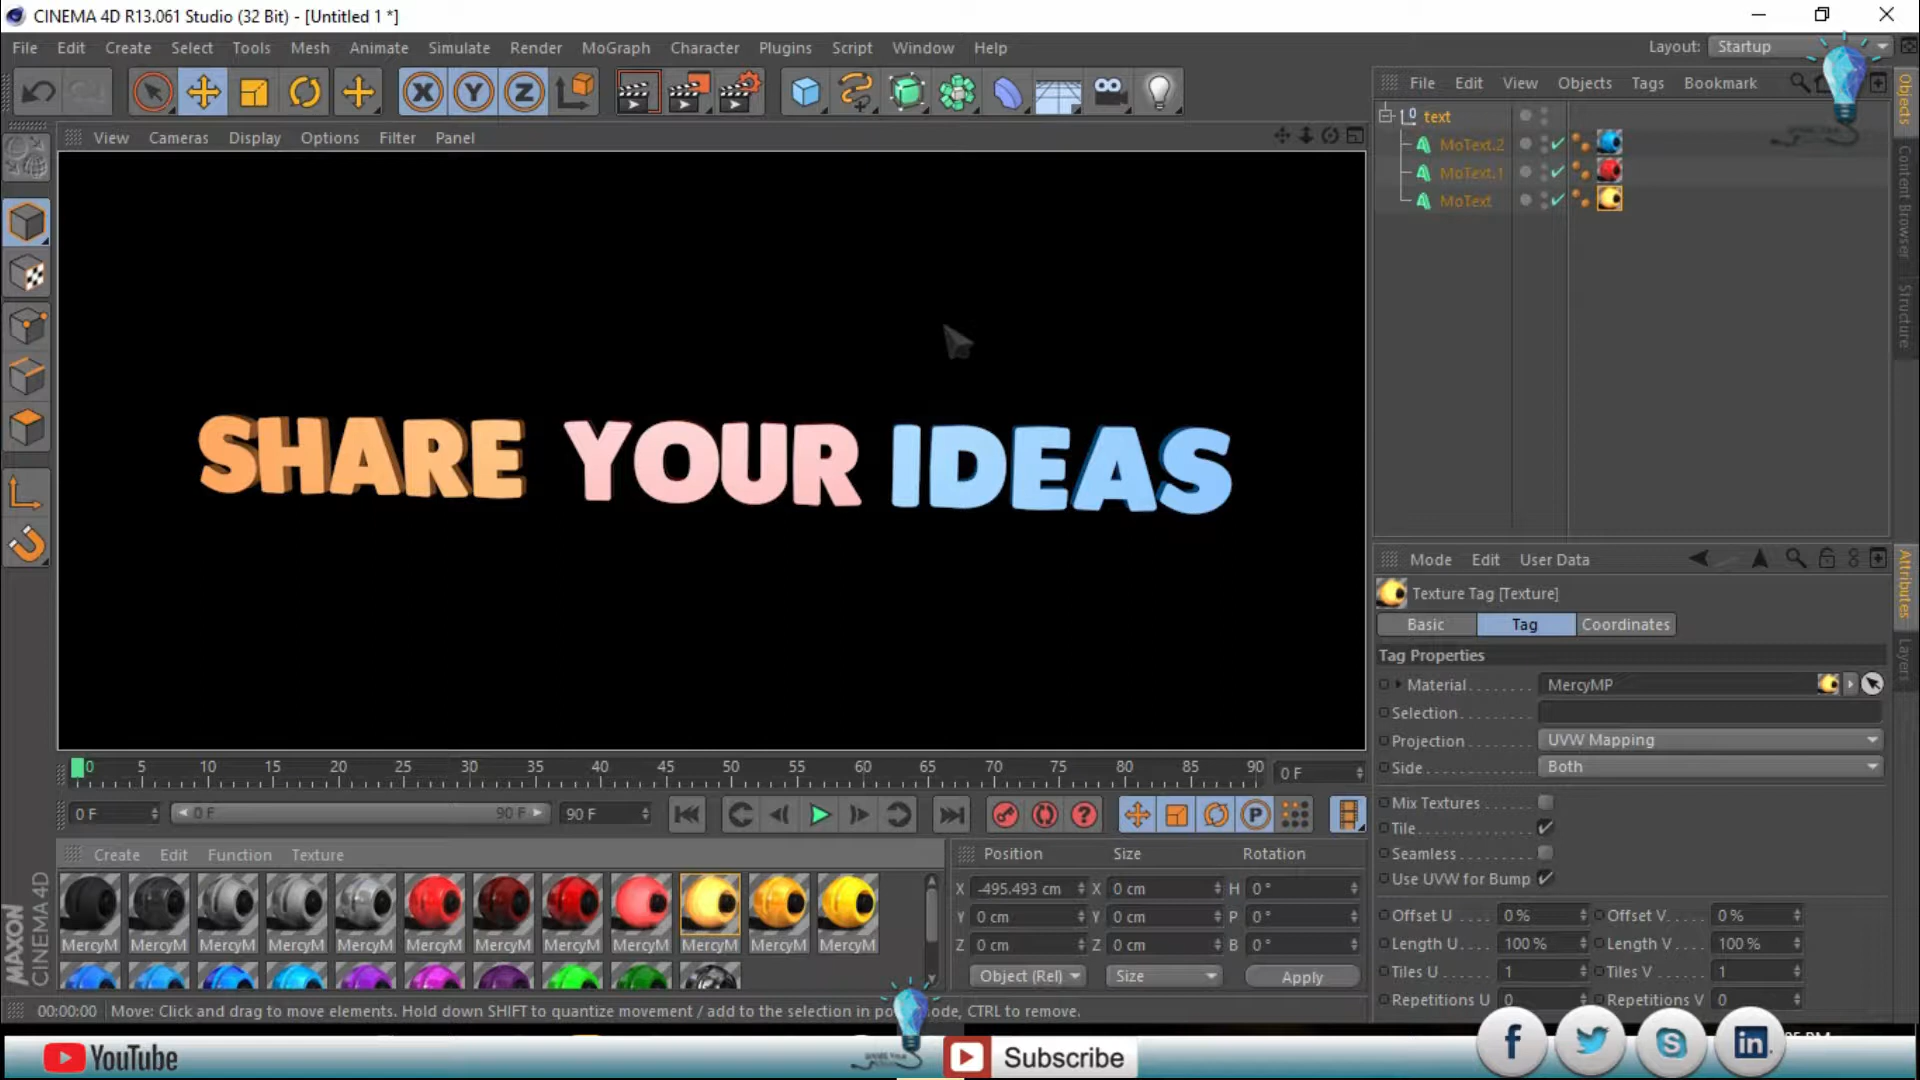 CINEMA 4D R13.061 Studio (32 Bit) - [Untitled 1 *]
File Edit Create Select Tools Mesh Animate Simulate Render MoGraph Character Plugins Script Window Help
Layout: Startup
File Edit View Objects Tags Bookmark
View Cameras Display Options Filter Panel
text
MoText.2
MoText.1
MoText
Objects
Content Browser
Structure
SHARE YOUR IDEAS
Mode Edit User Data
Texture Tag [Texture]
Basic Tag Coordinates
Tag Properties
Material MercyMP
Selection
Projection UVW Mapping
Side Both
Mix Textures
Tile
Seamless
Use UVW for Bump
Offset U 0 % Offset V 0 %
Length U 100 % Length V 100 %
Tiles U 1 Tiles V 1
Repetitions U 0 Repetitions V 0
Attributes
Layers
0 5 10 15 20 25 30 35 40 45 50 55 60 65 70 75 80 85 90 0 F
0 F 0 F 90 F 90 F
Create Edit Function Texture
MercyM MercyM MercyM MercyM MercyM MercyM MercyM MercyM MercyM MercyM MercyM MercyM
Position Size Rotation
X -495.493 cm X 0 cm H 0 °
Y 0 cm Y 0 cm P 0 °
Z 0 cm Z 0 cm B 0 °
Object (Rel) Size Apply
MAXON
CINEMA 4D
00:00:00 Move: Click and drag to move elements. Hold down SHIFT to quantize movement / add to the selection in po ode, CTRL to remove.
YouTube
Subscribe